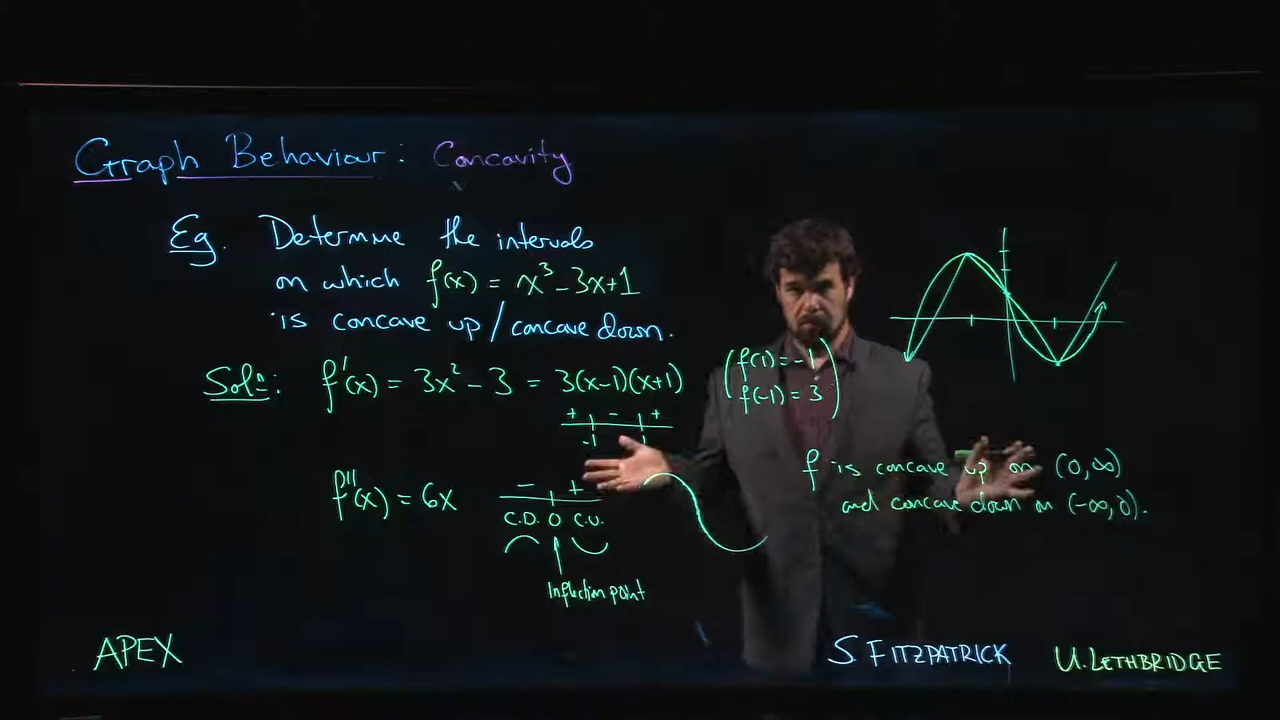 Graph Behaviour: Concavity
Eg. Determine the intervals
on which f(x) = x³ - 3x + 1
is concave up / concave down.
Solⁿ: f'(x) = 3x² - 3 = 3(x-1)(x+1)
(f(1) = -1
f(-1) = 3)
+ - +
-1 1
f''(x) = 6x
- +
C.D. 0 C.U.
Inflection point
f is concave up on (0,∞)
and concave down on (-∞,0).
APEX
S FITZPATRICK
U. LETHBRIDGE